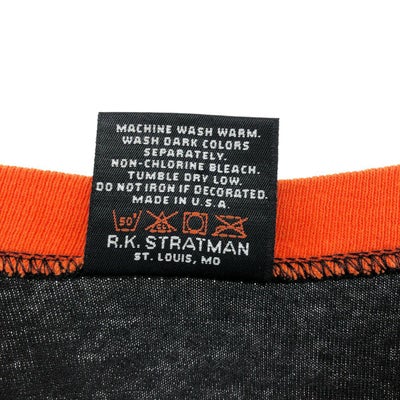 MACHINE WASH WARM.
WASH DARK COLORS
SEPARATELY.
NON-CHLORINE BLEACH.
TUMBLE DRY LOW.
DO NOT IRON IF DECORATED.
MADE IN U.S.A.
50°
R.K. STRATMAN
ST. LOUIS, MO